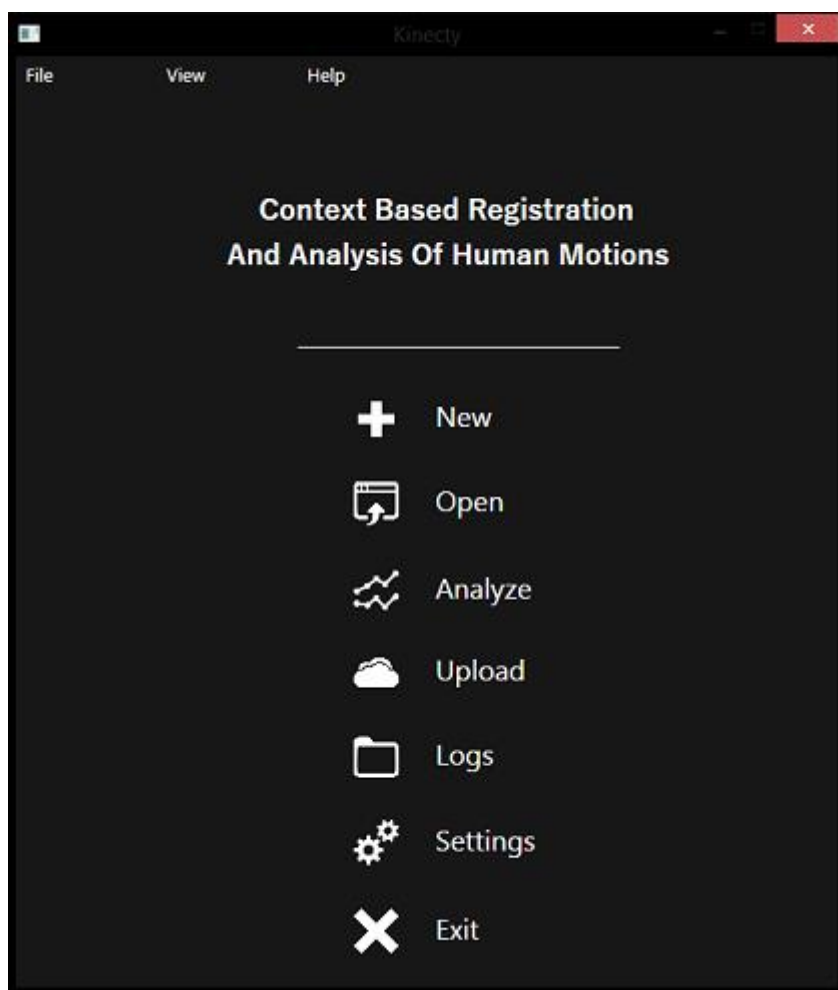 Kinecty
File View Help
Context Based Registration
And Analysis Of Human Motions
New
Open
Analyze
Upload
Logs
Settings
Exit